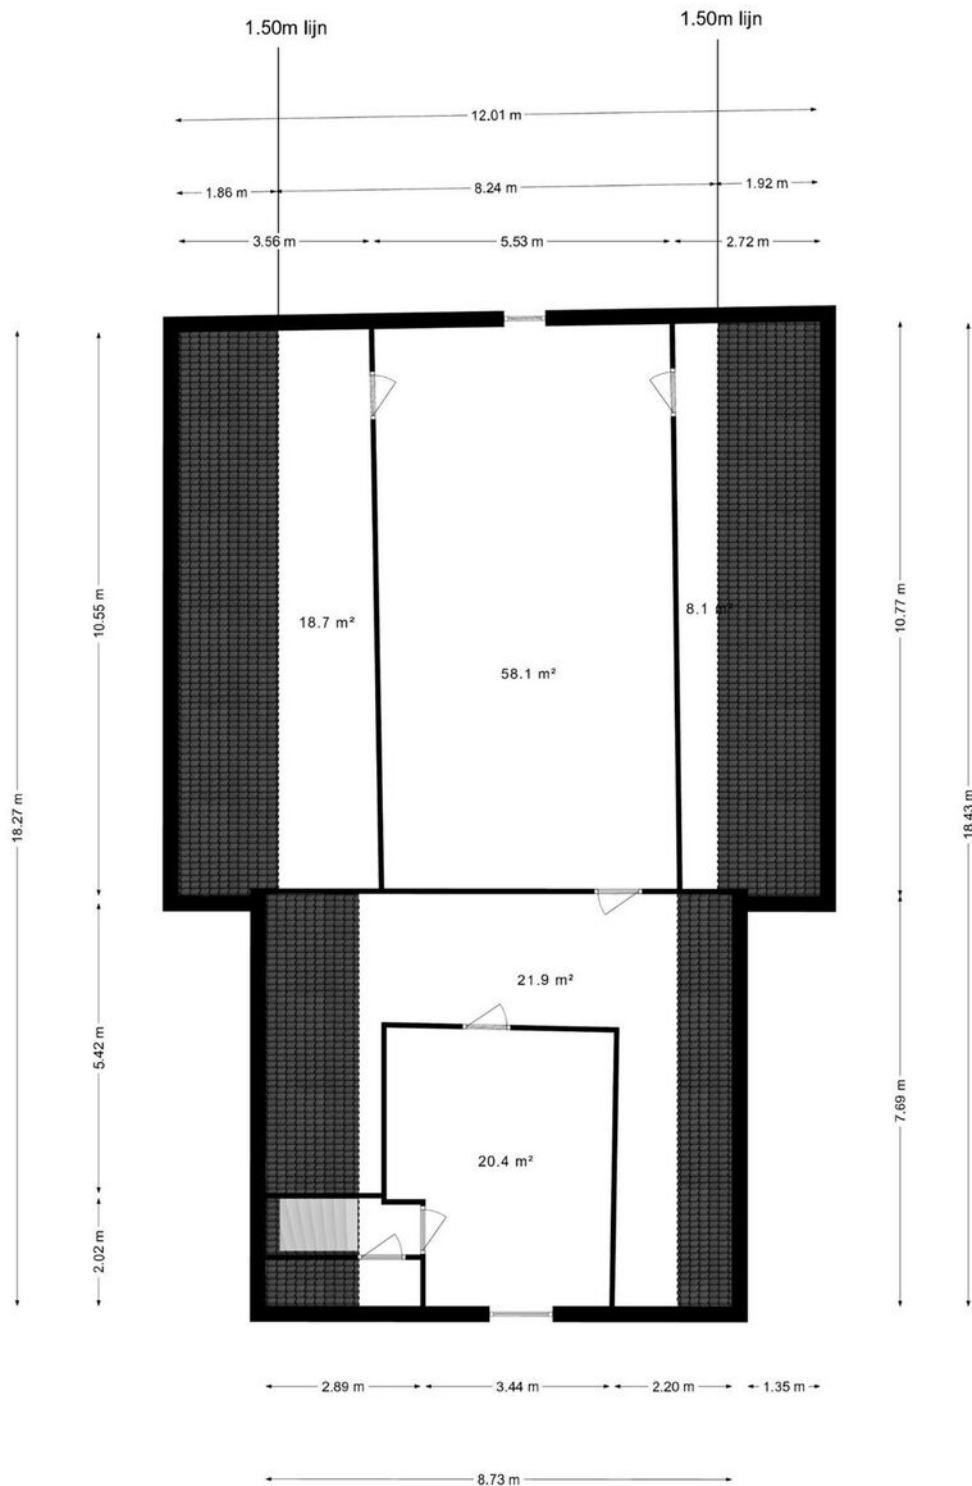 1.50m lijn
1.50m lijn
12.01 m
1.86 m
8.24 m
1.92 m
3.56 m
5.53 m
2.72 m
10.55 m
10.77 m
18.7 m²
8.1 m²
58.1 m²
18.27 m
18.43 m
21.9 m²
5.42 m
7.69 m
20.4 m²
2.02 m
2.89 m
3.44 m
2.20 m
1.35 m
8.73 m